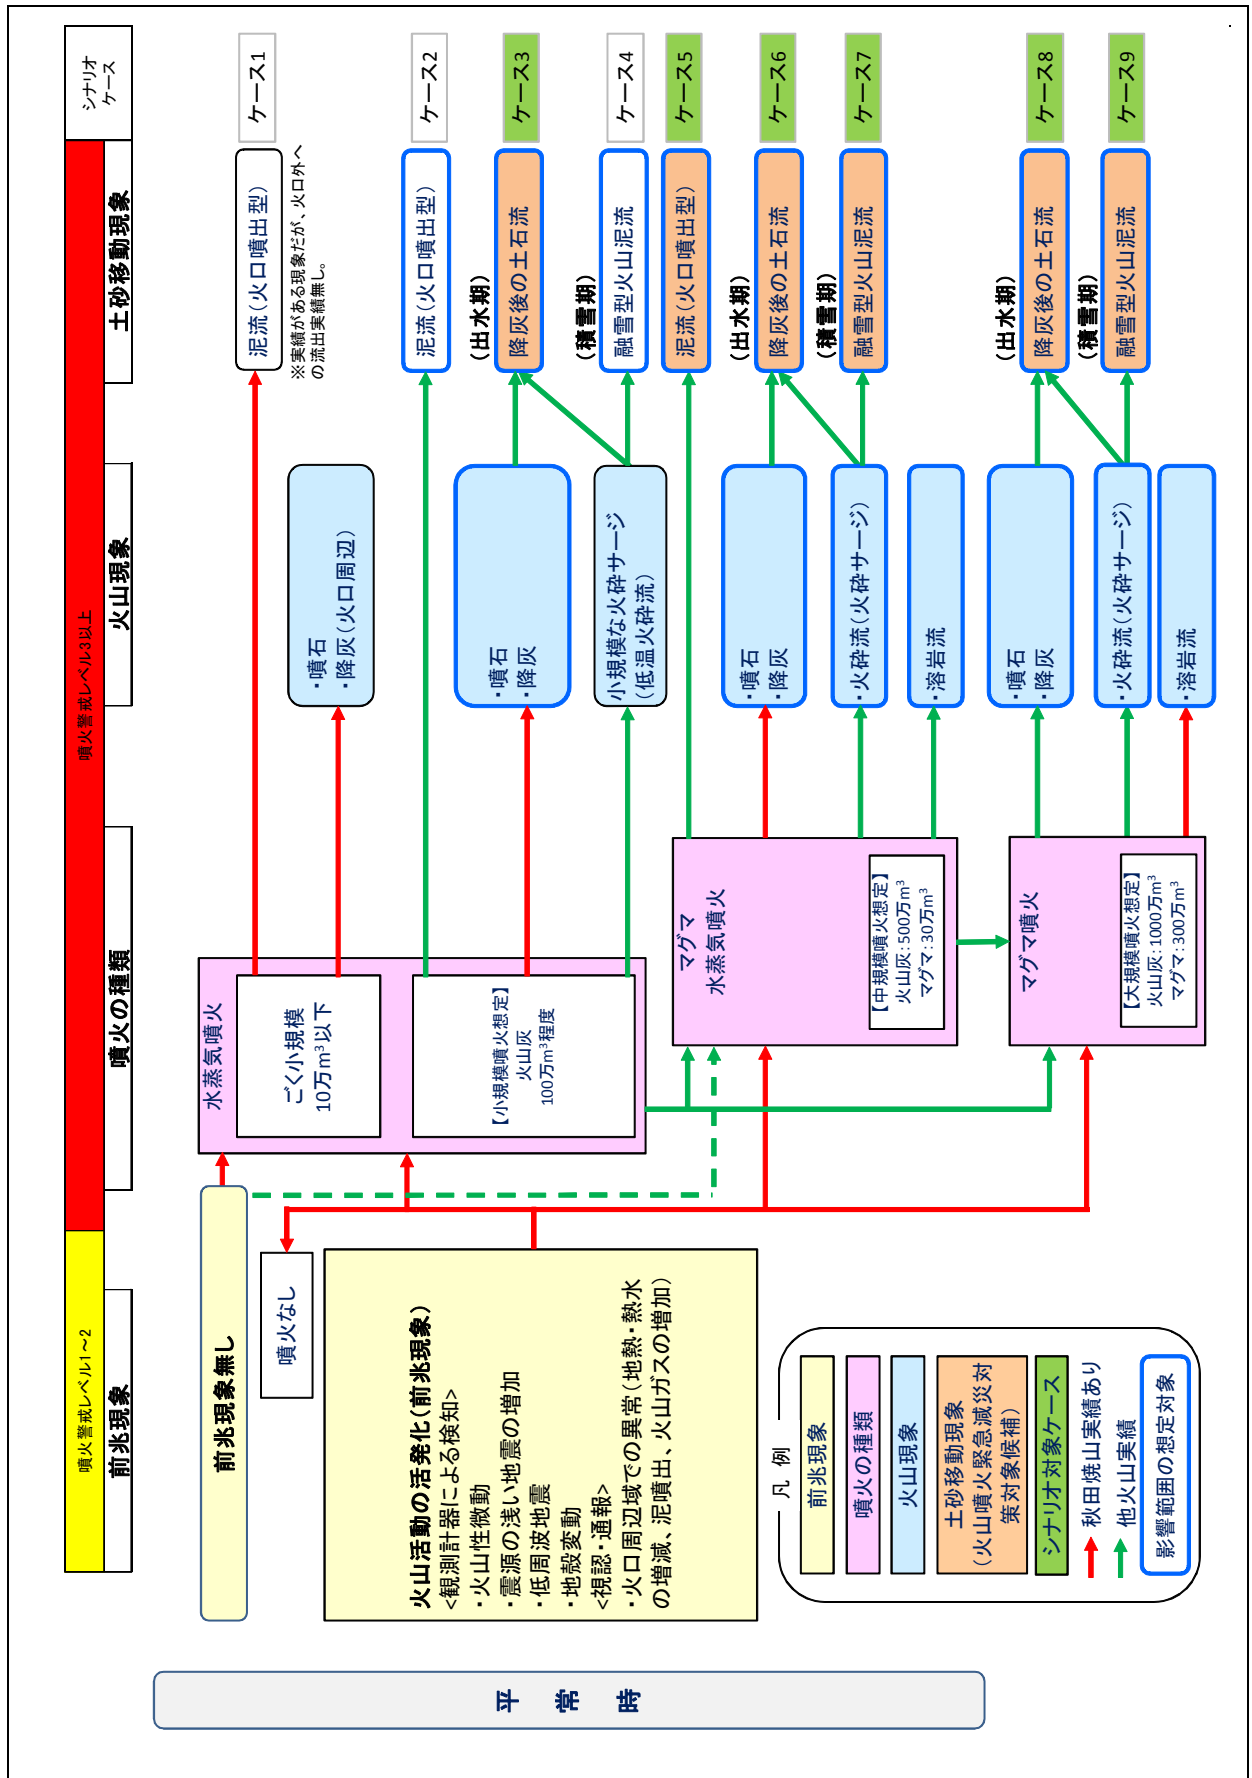 噴火警戒レベル1～2
噴火警戒レベル3以上
シナリオ
ケース
前兆現象
噴火の種類
火山現象
土砂移動現象
平常時
前兆現象無し
噴火なし
火山活動の活発化(前兆現象)
<観測計器による検知>
・火山性微動
・震源の浅い地震の増加
・低周波地震
・地殻変動
<視認・通報>
・火口周辺域での異常(地熱・熱水
の増減、泥噴出、火山ガスの増加)
水蒸気噴火
ごく小規模
10万m³以下
【小規模噴火想定】
火山灰
100万m³程度
マグマ
水蒸気噴火
【中規模噴火想定】
火山灰：500万m³
マグマ：30万m³
マグマ噴火
【大規模噴火想定】
火山灰：1000万m³
マグマ：300万m³
・噴石
・降灰(火口周辺)
・噴石
・降灰
小規模な火砕サージ
(低温火砕流)
・噴石
・降灰
・火砕流(火砕サージ)
・溶岩流
・噴石
・降灰
・火砕流(火砕サージ)
・溶岩流
泥流(火口噴出型)
※実績がある現象だが、火口外へ
の流出実績無し。
泥流(火口噴出型)
(出水期)
降灰後の土石流
(積雪期)
融雪型火山泥流
泥流(火口噴出型)
(出水期)
降灰後の土石流
(積雪期)
融雪型火山泥流
(出水期)
降灰後の土石流
(積雪期)
融雪型火山泥流
ケース1
ケース2
ケース3
ケース4
ケース5
ケース6
ケース7
ケース8
ケース9
凡 例
前兆現象
噴火の種類
火山現象
土砂移動現象
(火山噴火緊急減災対
策対象候補)
シナリオ対象ケース
秋田焼山実績あり
他火山実績
影響範囲の想定対象